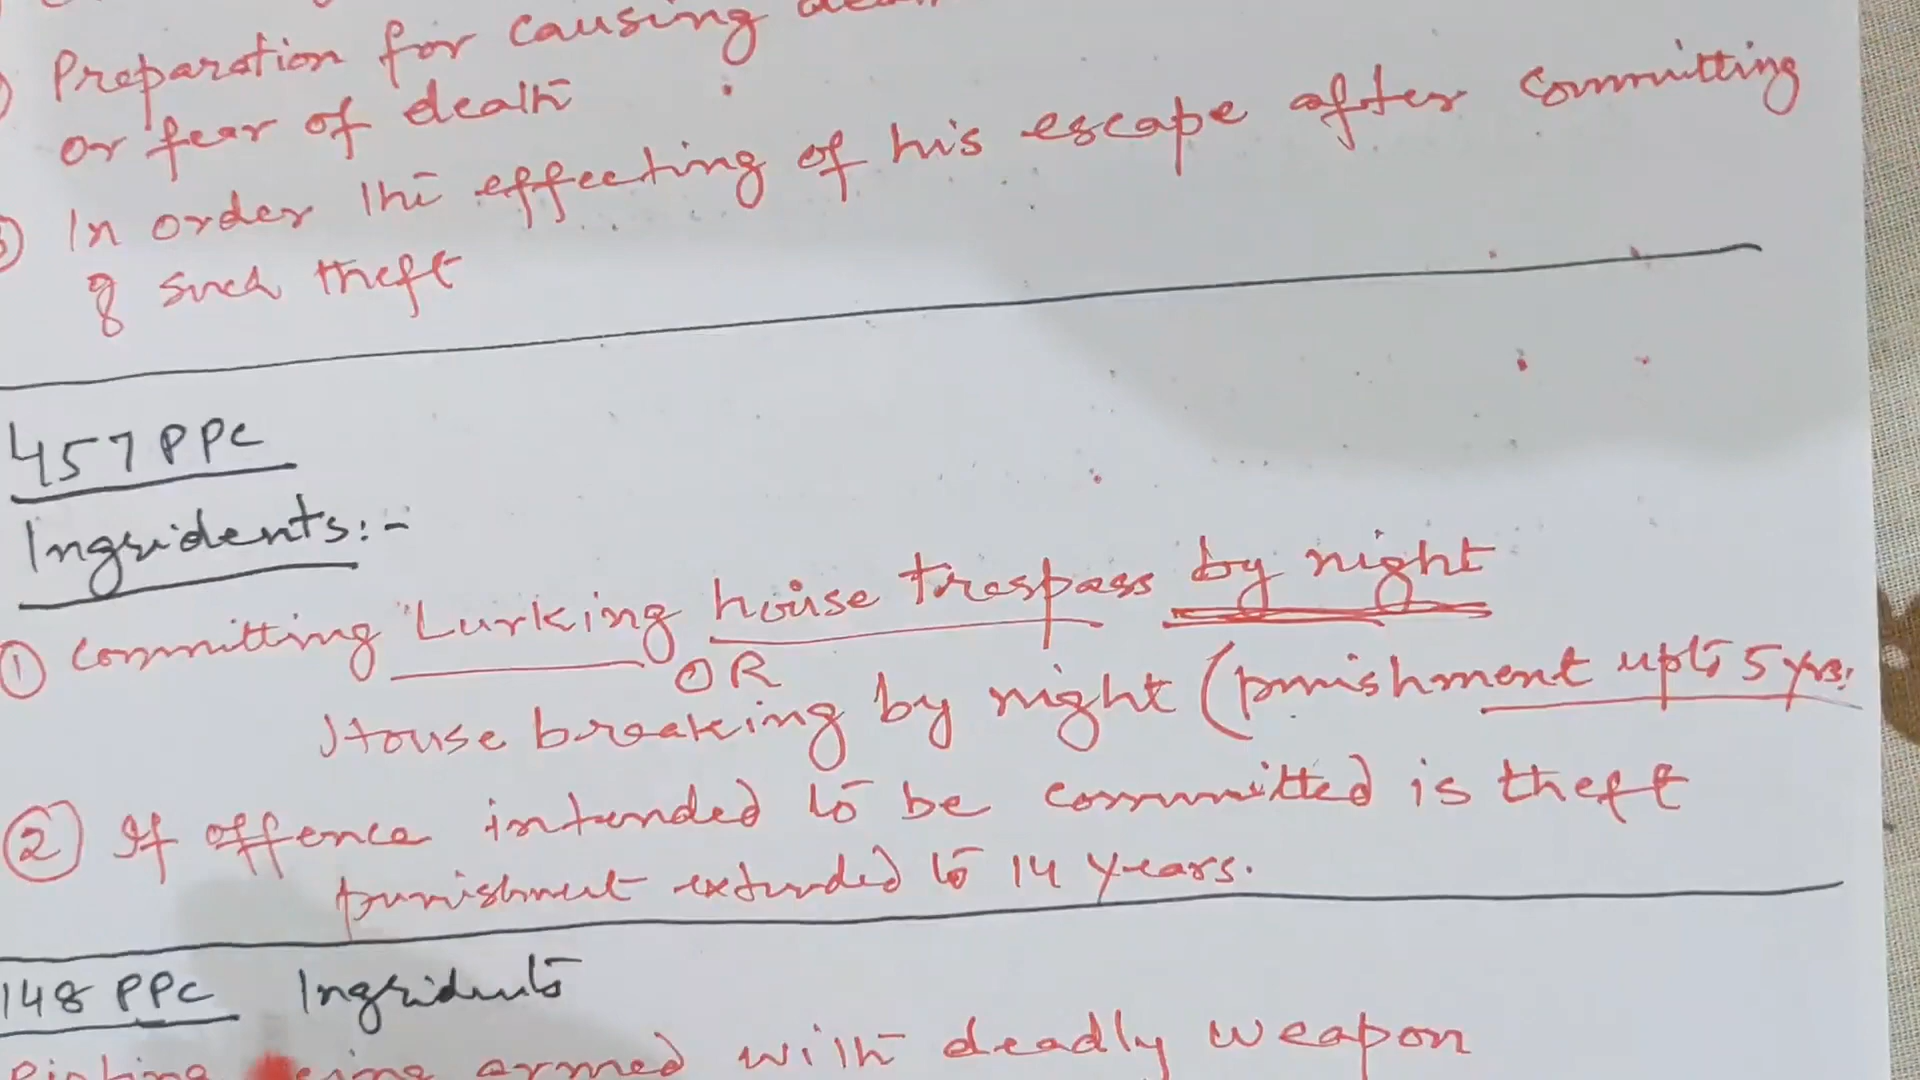 Preparation for causing
or fear of death
In order the effecting of his escape after committing
of such theft
457 PPC
Ingridents:-
① Committing Lurking house trespass by night
OR
House breaking by night (punishment upto 5 yrs.
② If offence intended to be committed is theft
punishment extended to 14 years.
148 PPC Ingridents
armed with deadly weapon